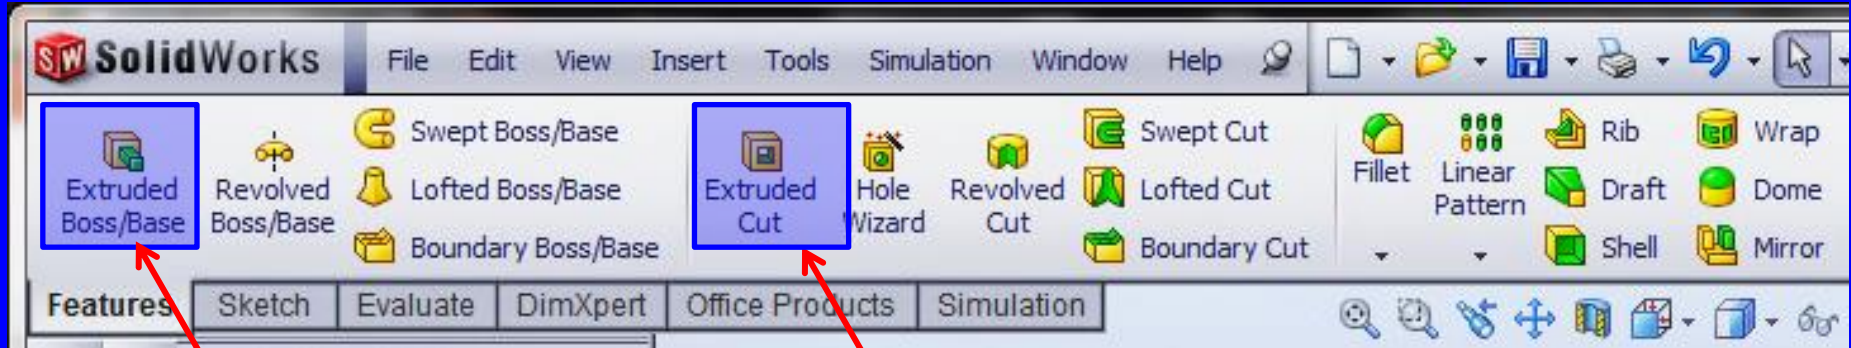 SW SolidWorks File Edit View Insert Tools Simulation Window Help
Extruded Boss/Base
Revolved Boss/Base
Swept Boss/Base
Lofted Boss/Base
Boundary Boss/Base
Extruded Cut
Hole Wizard
Revolved Cut
Swept Cut
Lofted Cut
Boundary Cut
Fillet
Linear Pattern
Rib
Draft
Shell
Wrap
Dome
Mirror
Features Sketch Evaluate DimXpert Office Products Simulation